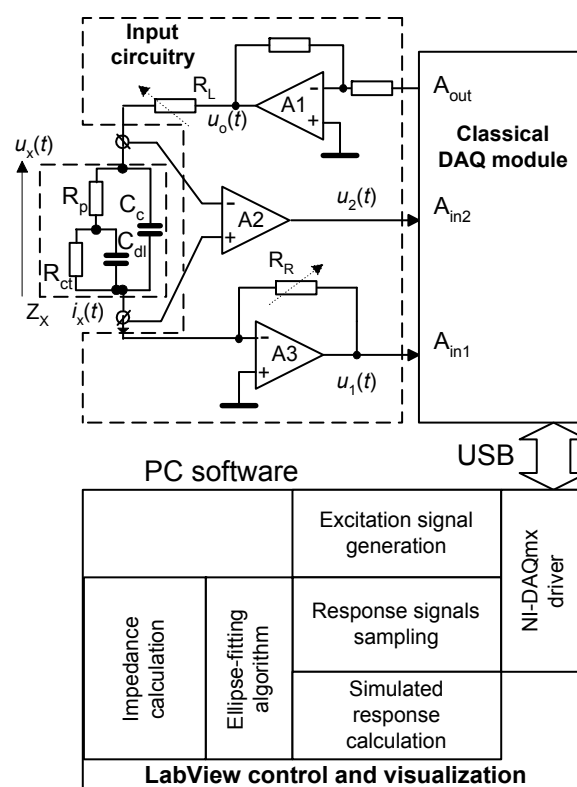 Input
circuitry
R_L
A1
-
+
u_o(t)
A_out
Classical
DAQ module
u_x(t)
R_p
C_c
C_dl
R_ct
Z_X
i_x(t)
-
A2
+
u_2(t)
A_in2
R_R
-
A3
+
u_1(t)
A_in1
USB
PC software
Excitation signal
generation
NI-DAQmx
driver
Impedance
calculation
Ellipse-fitting
algorithm
Response signals
sampling
Simulated
response
calculation
LabView control and visualization